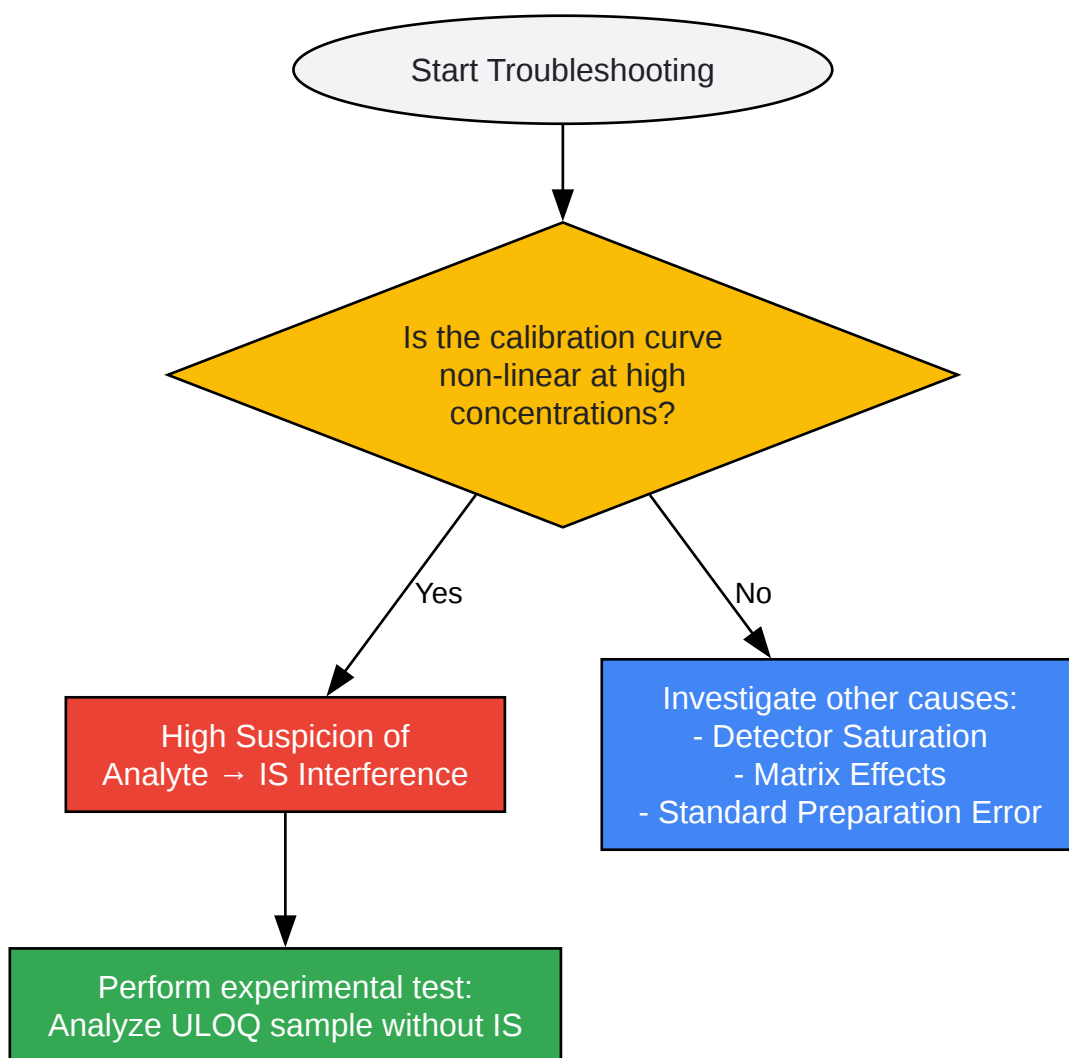 Start Troubleshooting
Is the calibration curve
non-linear at high
concentrations?
Yes
No
High Suspicion of
Analyte → IS Interference
Investigate other causes:
- Detector Saturation
- Matrix Effects
- Standard Preparation Error
Perform experimental test:
Analyze ULOQ sample without IS